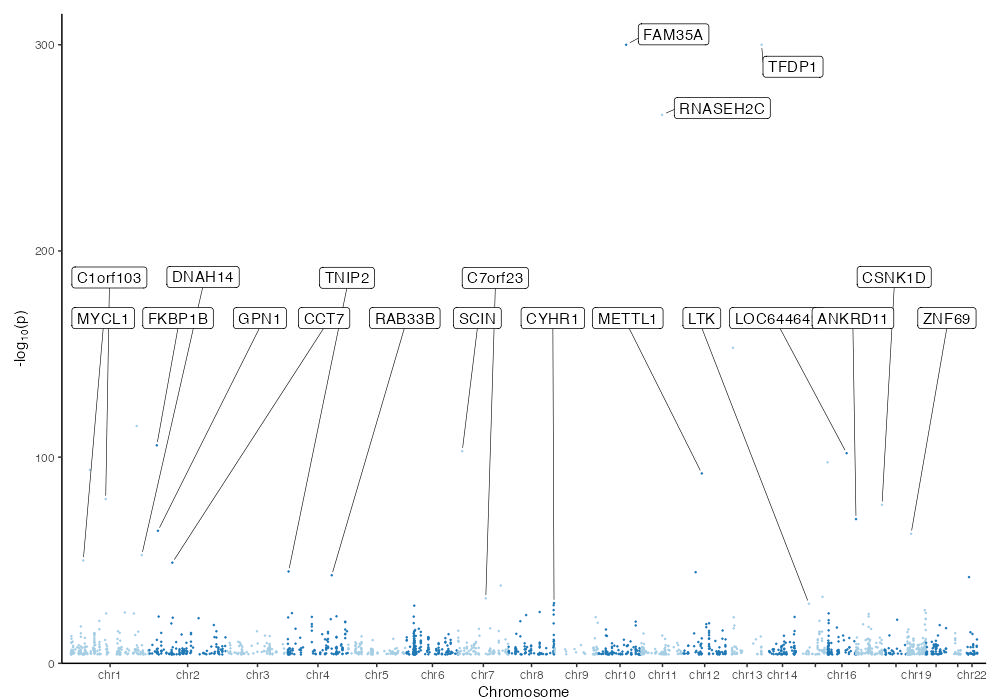 300
FAM35A
TFDP1
RNASEH2C
200
C1orf103
DNAH14
TNIP2
C7orf23
CSNK1D
MYCL1
FKBP1B
GPN1
CCT7
RAB33B
SCIN
CYHR1
METTL1
LTK
LOC64464
ANKRD11
ZNF69
-log10(p)
100
0
chr1 chr2 chr3 chr4 chr5 chr6 chr7 chr8 chr9 chr10 chr11 chr12 chr13 chr14 chr16 chr19 chr22
Chromosome